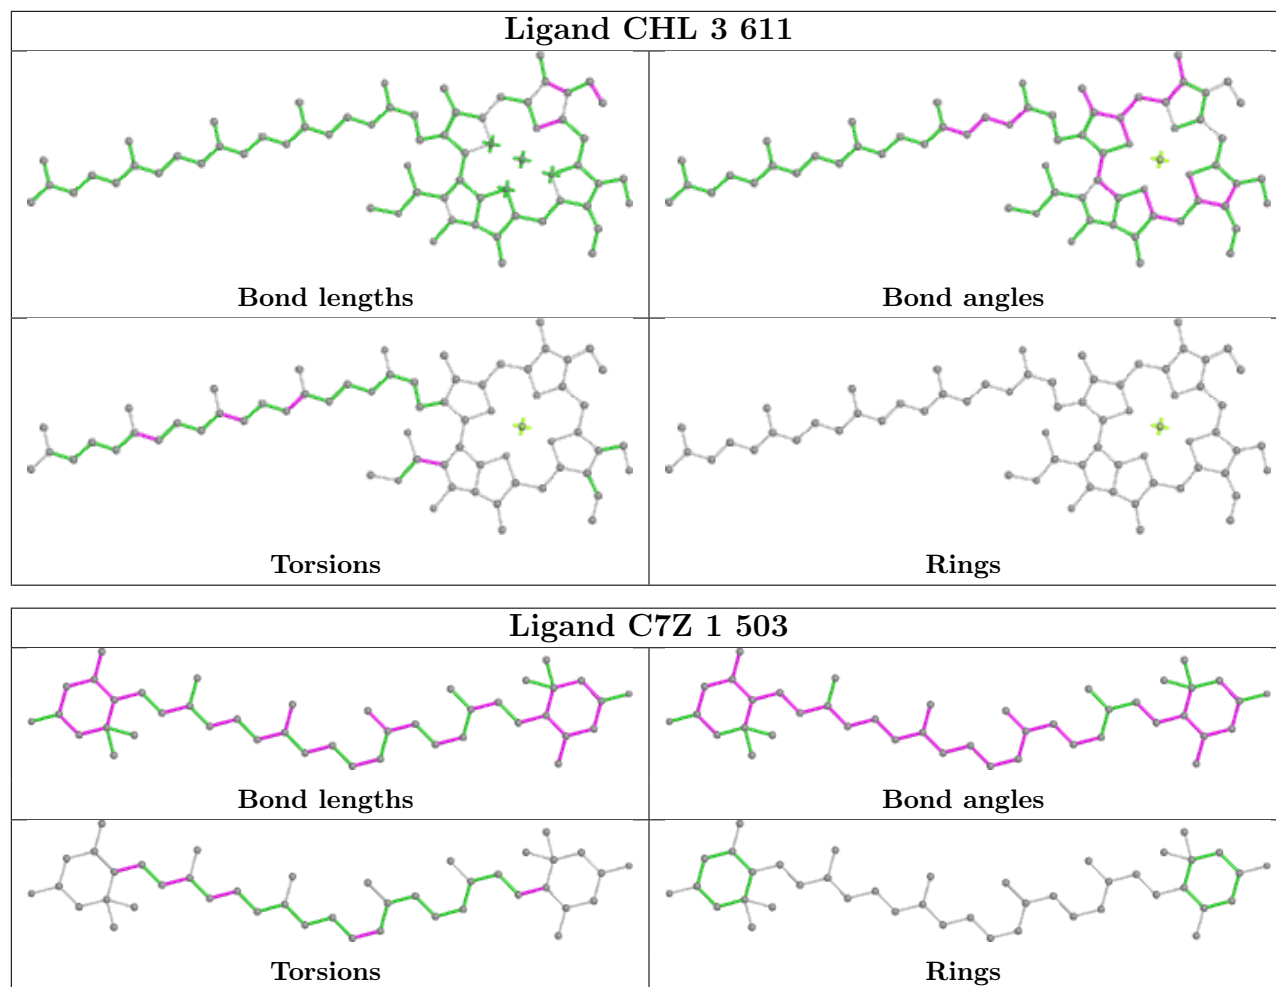 Ligand CHL 3 611
Bond lengths
Bond angles
Torsions
Rings
Ligand C7Z 1 503
Bond lengths
Bond angles
Torsions
Rings